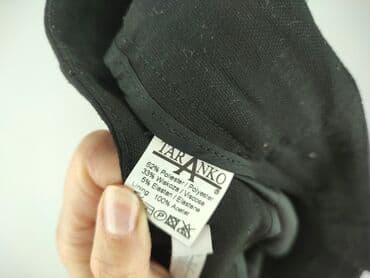 TARANKO
®
62% Poliester / Polyester
33% Wiskoza / Viscose
5% Elastan / Elastane
Lining 100% Acetat